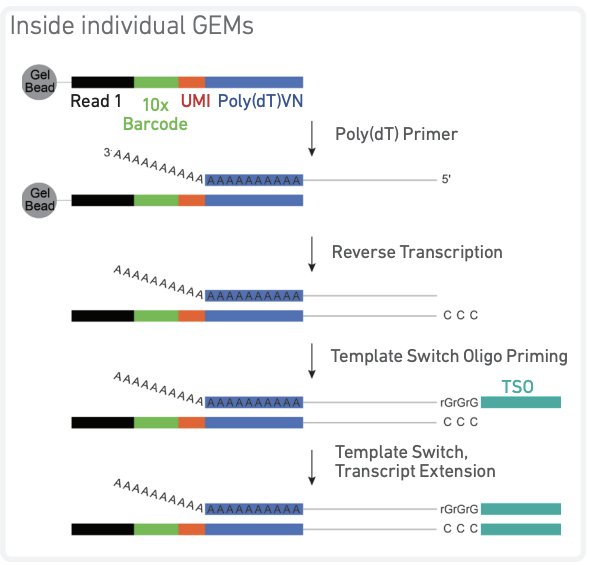 Inside individual GEMs
Gel
Bead
Read 1 10x UMI Poly(dT)VN
Barcode
Poly(dT) Primer
3'AAAAAAAAAA AAAAAAAAAA 5'
Gel
Bead
Reverse Transcription
AAAAAAAAAA AAAAAAAAAA
C C C
Template Switch Oligo Priming
TSO
AAAAAAAAAA AAAAAAAAAA rGrGrG
C C C
Template Switch,
Transcript Extension
AAAAAAAAAA AAAAAAAAAA rGrGrG
C C C